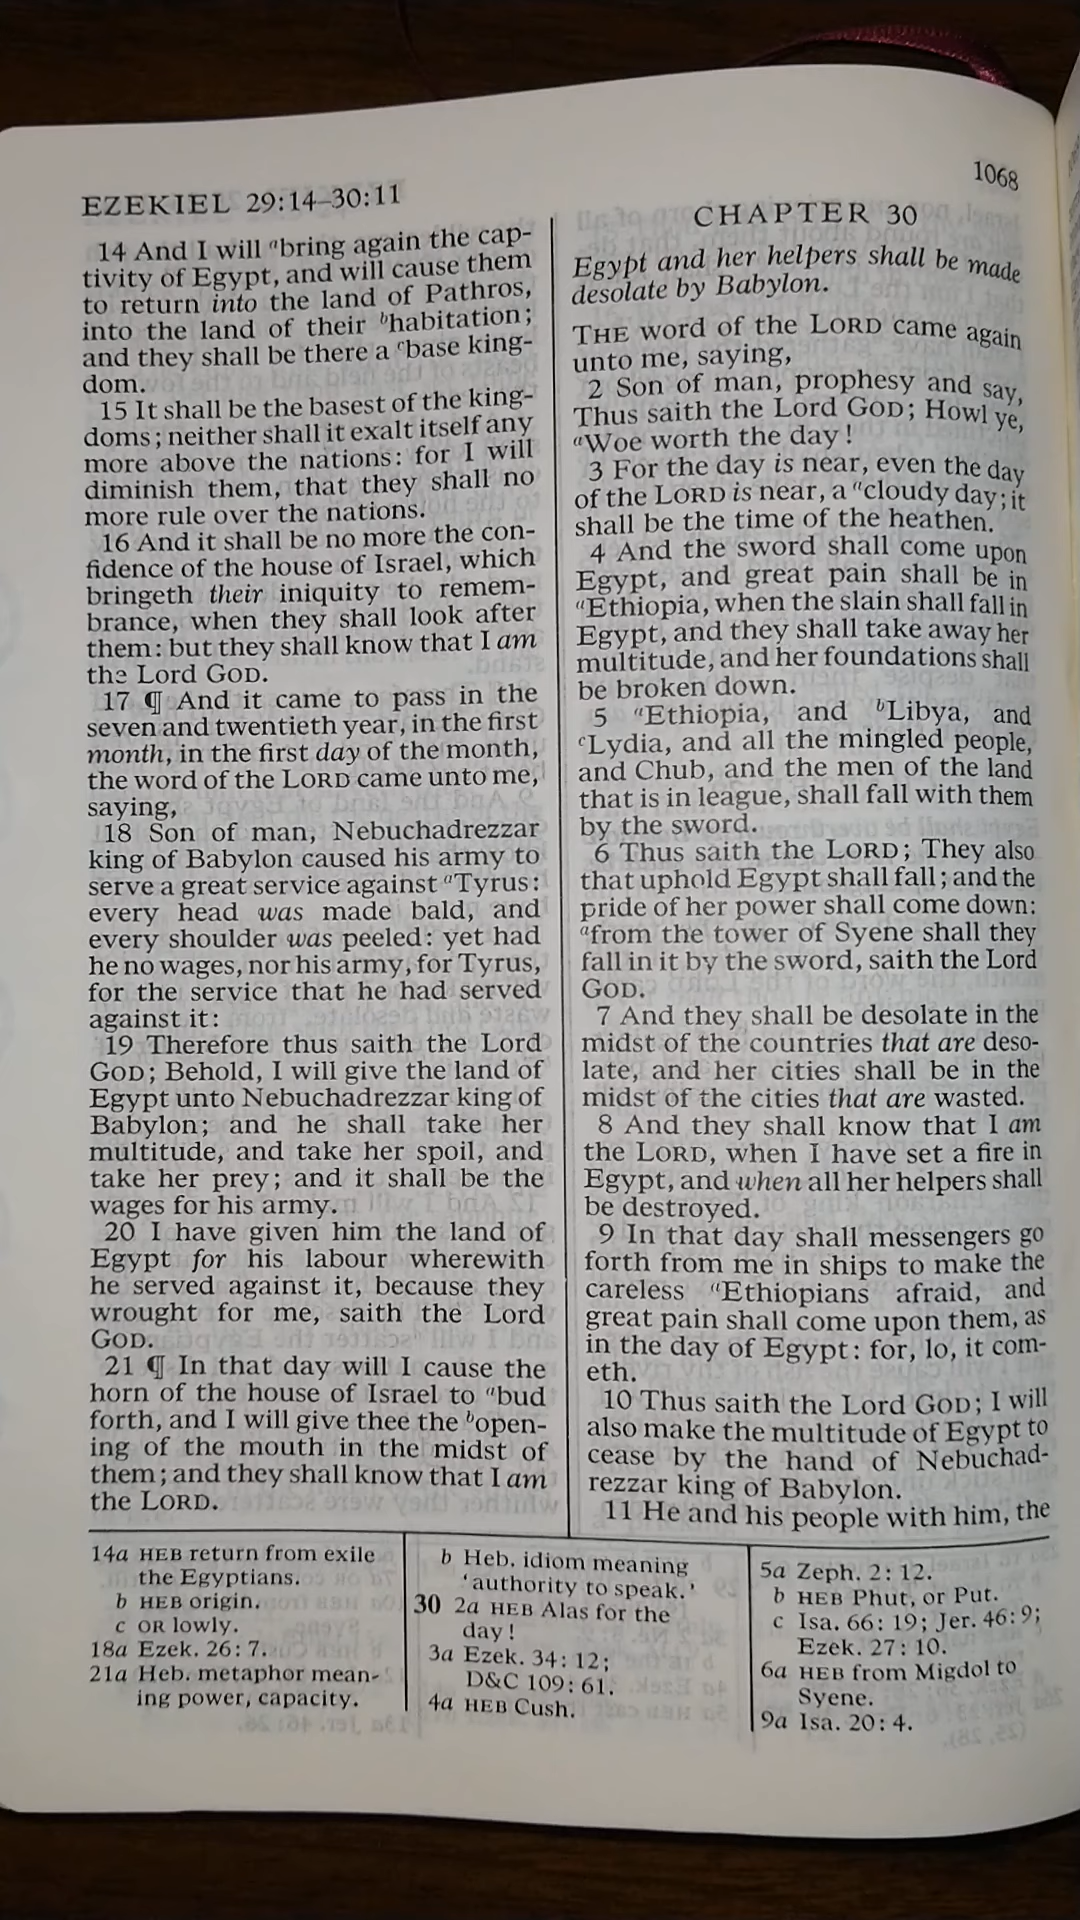 EZEKIEL 29:14–30:11
1068
14 And I will ᵃbring again the cap-
tivity of Egypt, and will cause them
to return into the land of Pathros,
into the land of their ᵇhabitation;
and they shall be there a ᶜbase king-
dom.
15 It shall be the basest of the king-
doms; neither shall it exalt itself any
more above the nations: for I will
diminish them, that they shall no
more rule over the nations.
16 And it shall be no more the con-
fidence of the house of Israel, which
bringeth their iniquity to remem-
brance, when they shall look after
them: but they shall know that I am
the Lord GOD.
17 ¶ And it came to pass in the
seven and twentieth year, in the first
month, in the first day of the month,
the word of the LORD came unto me,
saying,
18 Son of man, Nebuchadrezzar
king of Babylon caused his army to
serve a great service against ᵃTyrus:
every head was made bald, and
every shoulder was peeled: yet had
he no wages, nor his army, for Tyrus,
for the service that he had served
against it:
19 Therefore thus saith the Lord
GOD; Behold, I will give the land of
Egypt unto Nebuchadrezzar king of
Babylon; and he shall take her
multitude, and take her spoil, and
take her prey; and it shall be the
wages for his army.
20 I have given him the land of
Egypt for his labour wherewith
he served against it, because they
wrought for me, saith the Lord
GOD.
21 ¶ In that day will I cause the
horn of the house of Israel to ᵃbud
forth, and I will give thee the ᵇopen-
ing of the mouth in the midst of
them; and they shall know that I am
the LORD.
CHAPTER 30
Egypt and her helpers shall be made
desolate by Babylon.
THE word of the LORD came again
unto me, saying,
2 Son of man, prophesy and say,
Thus saith the Lord GOD; Howl ye,
ᵃWoe worth the day!
3 For the day is near, even the day
of the LORD is near, a ᵃcloudy day; it
shall be the time of the heathen.
4 And the sword shall come upon
Egypt, and great pain shall be in
ᵃEthiopia, when the slain shall fall in
Egypt, and they shall take away her
multitude, and her foundations shall
be broken down.
5 ᵃEthiopia, and ᵇLibya, and
ᶜLydia, and all the mingled people,
and Chub, and the men of the land
that is in league, shall fall with them
by the sword.
6 Thus saith the LORD; They also
that uphold Egypt shall fall; and the
pride of her power shall come down:
ᵃfrom the tower of Syene shall they
fall in it by the sword, saith the Lord
GOD.
7 And they shall be desolate in the
midst of the countries that are deso-
late, and her cities shall be in the
midst of the cities that are wasted.
8 And they shall know that I am
the LORD, when I have set a fire in
Egypt, and when all her helpers shall
be destroyed.
9 In that day shall messengers go
forth from me in ships to make the
careless ᵃEthiopians afraid, and
great pain shall come upon them, as
in the day of Egypt: for, lo, it com-
eth.
10 Thus saith the Lord GOD; I will
also make the multitude of Egypt to
cease by the hand of Nebuchad-
rezzar king of Babylon.
11 He and his people with him, the
14a HEB return from exile
the Egyptians.
b HEB origin.
c OR lowly.
18a Ezek. 26:7.
21a Heb. metaphor mean-
ing power, capacity.
b Heb. idiom meaning
‘authority to speak.’
30 2a HEB Alas for the
day!
3a Ezek. 34:12;
D&C 109:61.
4a HEB Cush.
5a Zeph. 2:12.
b HEB Phut, or Put.
c Isa. 66:19; Jer. 46:9;
Ezek. 27:10.
6a HEB from Migdol to
Syene.
9a Isa. 20:4.